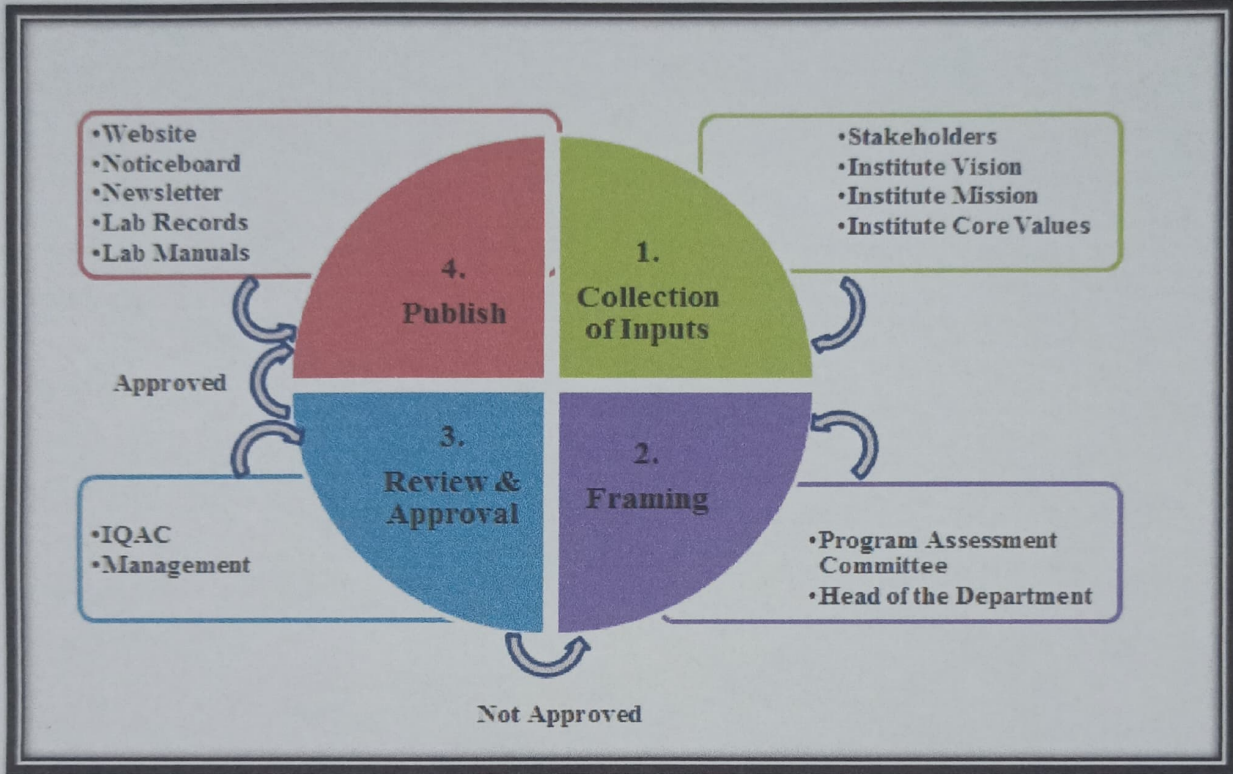 •Website
•Noticeboard
•Newsletter
•Lab Records
•Lab Manuals
•Stakeholders
•Institute Vision
•Institute Mission
•Institute Core Values
4.
Publish
1.
Collection
of Inputs
Approved
3.
Review &
Approval
2.
Framing
•IQAC
•Management
•Program Assessment
Committee
•Head of the Department
Not Approved